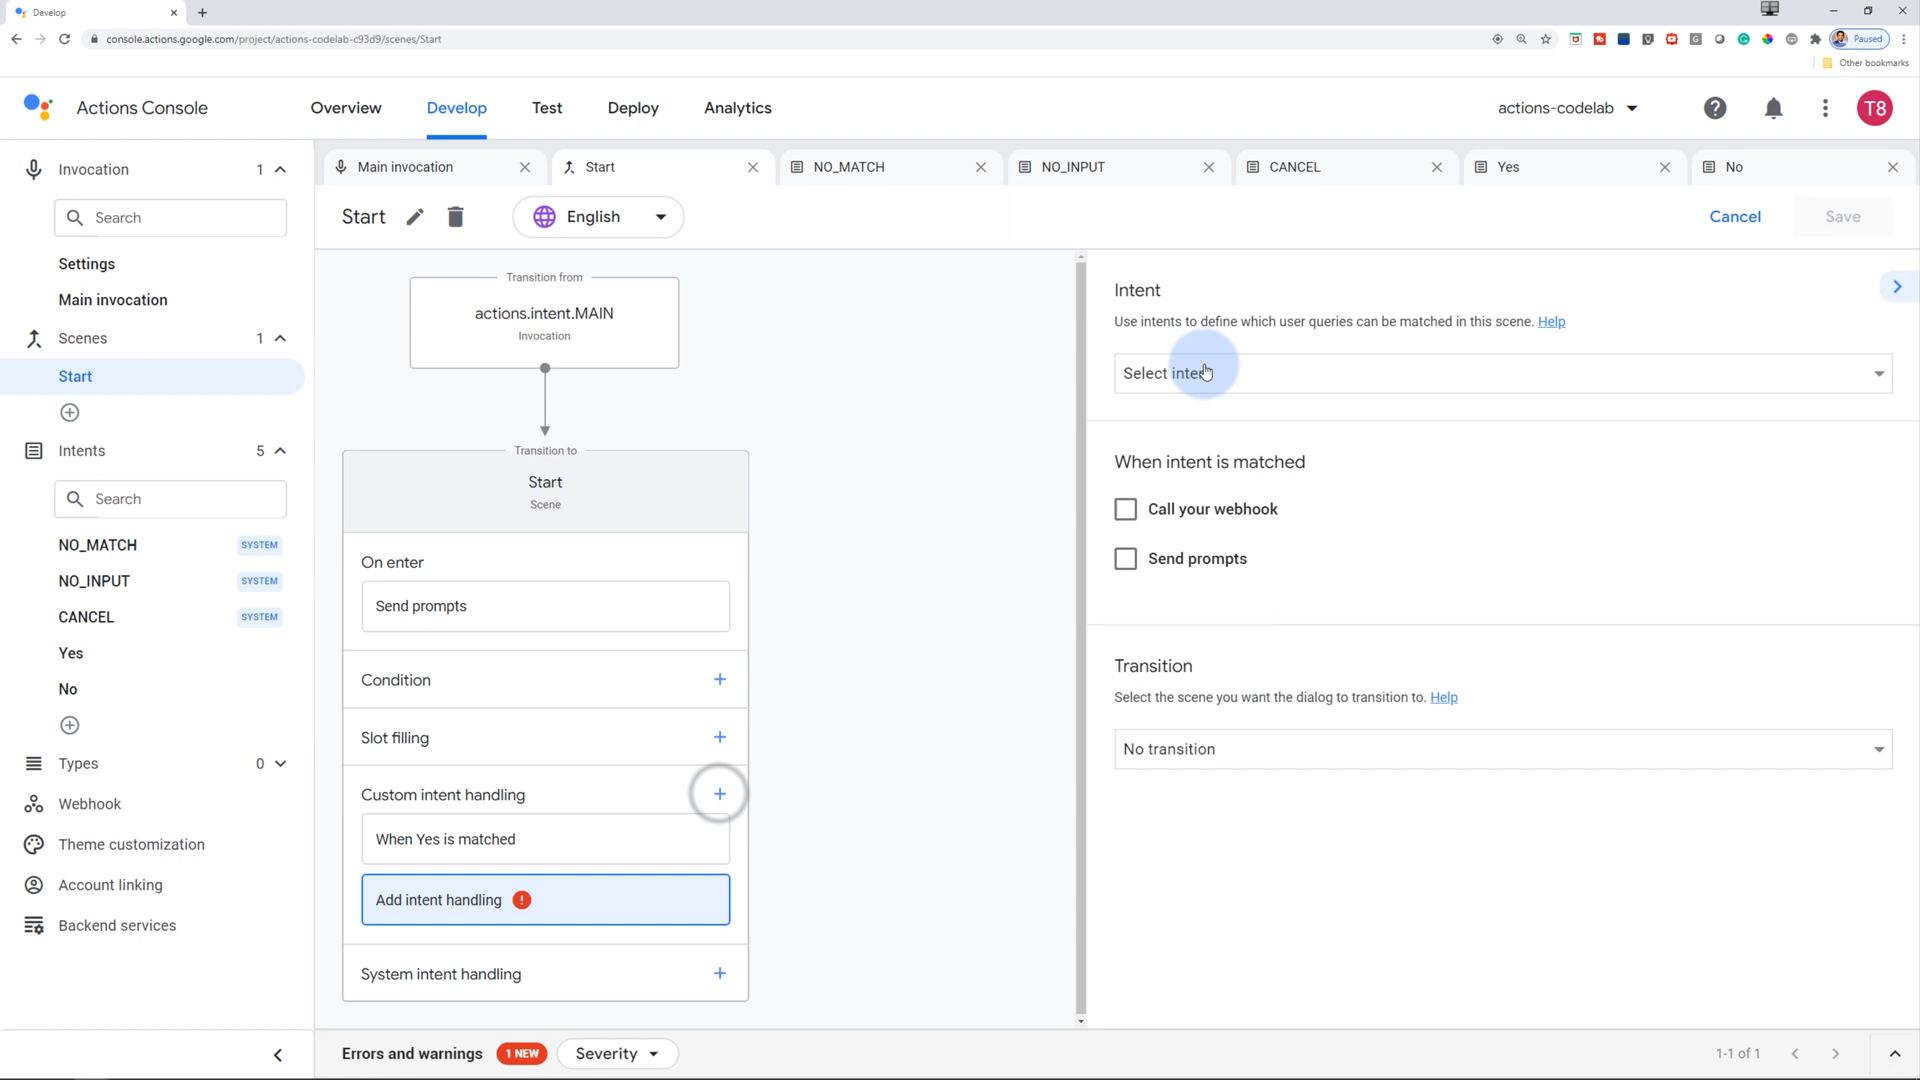 Develop
console.actions.google.com/project/actions-codelab-c93d9/scenes/Start
Paused
Other bookmarks
Actions Console
Overview
Develop
Test
Deploy
Analytics
actions-codelab
T8
Invocation 1
Search
Settings
Main invocation
Scenes 1
Start
Intents 5
Search
NO_MATCH SYSTEM
NO_INPUT SYSTEM
CANCEL SYSTEM
Yes
No
Types 0
Webhook
Theme customization
Account linking
Backend services
Main invocation
Start
NO_MATCH
NO_INPUT
CANCEL
Yes
No
Start
English
Cancel
Save
Transition from
actions.intent.MAIN
Invocation
Transition to
Start
Scene
On enter
Send prompts
Condition
Slot filling
Custom intent handling
When Yes is matched
Add intent handling
System intent handling
Intent
Use intents to define which user queries can be matched in this scene. Help
Select intent
When intent is matched
Call your webhook
Send prompts
Transition
Select the scene you want the dialog to transition to. Help
No transition
Errors and warnings
1 NEW
Severity
1-1 of 1